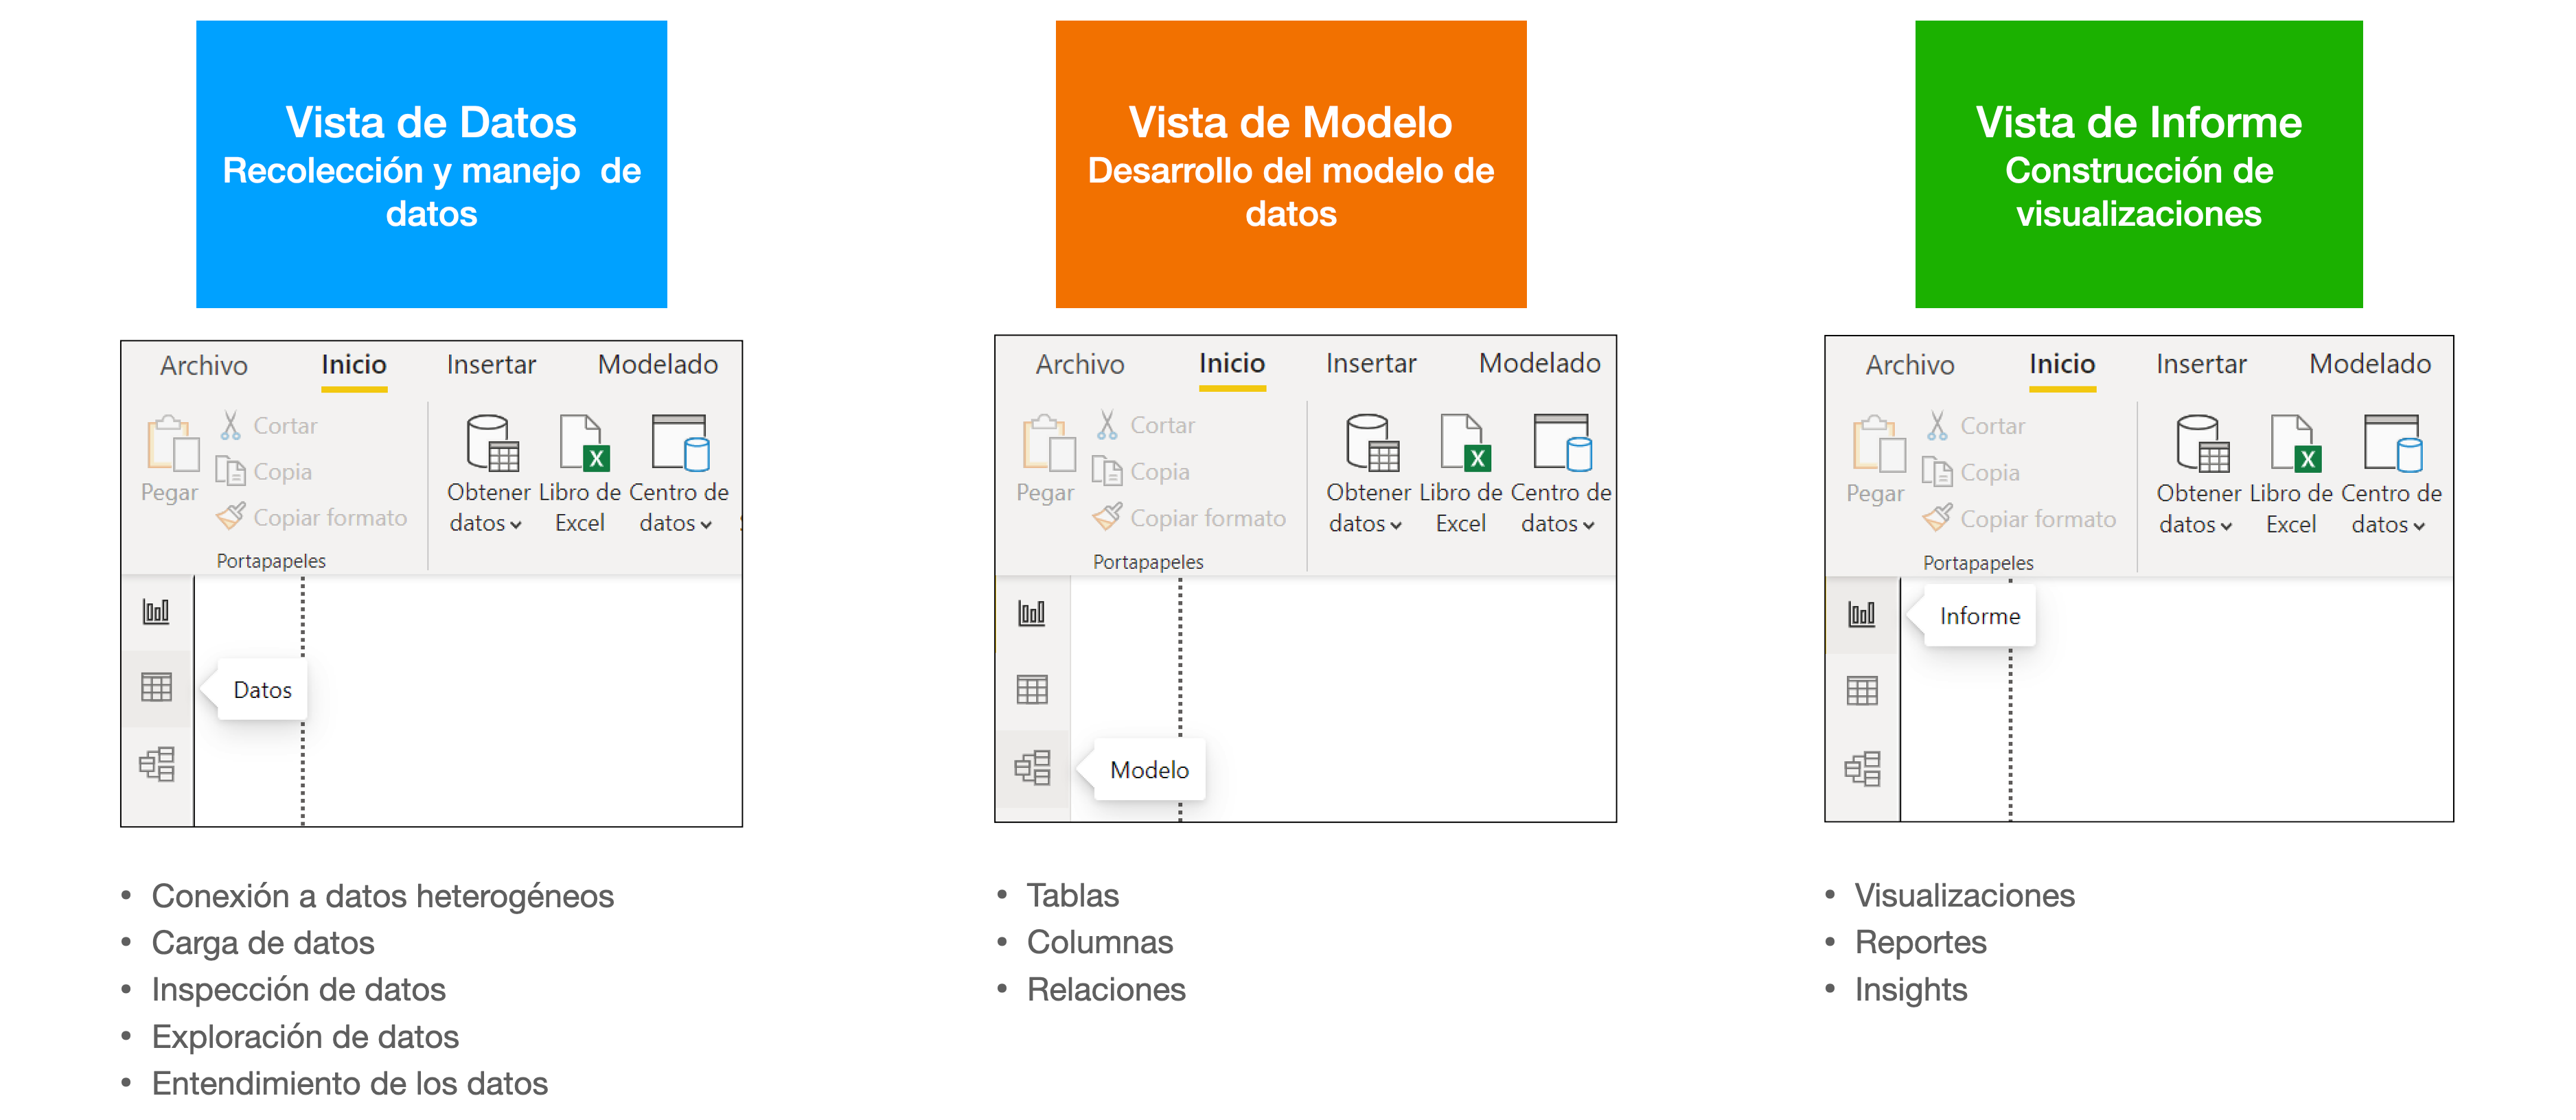 Vista de Datos
Recolección y manejo  de
datos
Archivo Inicio Insertar Modelado
Pegar
Cortar
Copia
Copiar formato
Portapapeles
Obtener
datos
Libro de
Excel
Centro de
datos
Datos
• Conexión a datos heterogéneos
• Carga de datos
• Inspección de datos
• Exploración de datos
• Entendimiento de los datos
Vista de Modelo
Desarrollo del modelo de
datos
Archivo Inicio Insertar Modelado
Pegar
Cortar
Copia
Copiar formato
Portapapeles
Obtener
datos
Libro de
Excel
Centro de
datos
Modelo
• Tablas
• Columnas
• Relaciones
Vista de Informe
Construcción de
visualizaciones
Archivo Inicio Insertar Modelado
Pegar
Cortar
Copia
Copiar formato
Portapapeles
Obtener
datos
Libro de
Excel
Centro de
datos
Informe
• Visualizaciones
• Reportes
• Insights